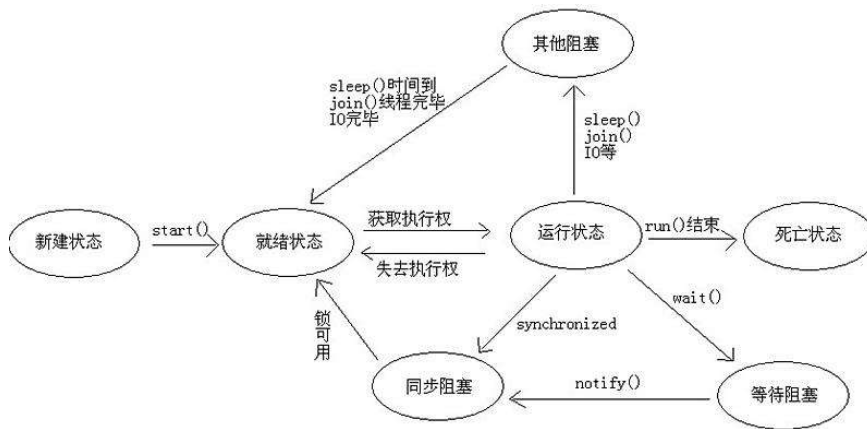 其他阻塞
sleep()时间到
join()线程完毕
IO完毕
sleep()
join()
IO等
新建状态
start()
就绪状态
获取执行权
失去执行权
运行状态
run()结束
死亡状态
锁可用
synchronized
wait()
同步阻塞
notify()
等待阻塞